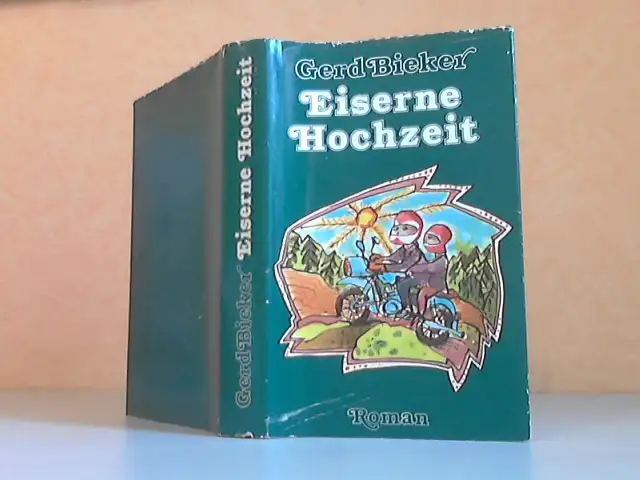 Gerd Bieker
Eiserne
Hochzeit
Roman
Gerd Bieker Eiserne Hochzeit